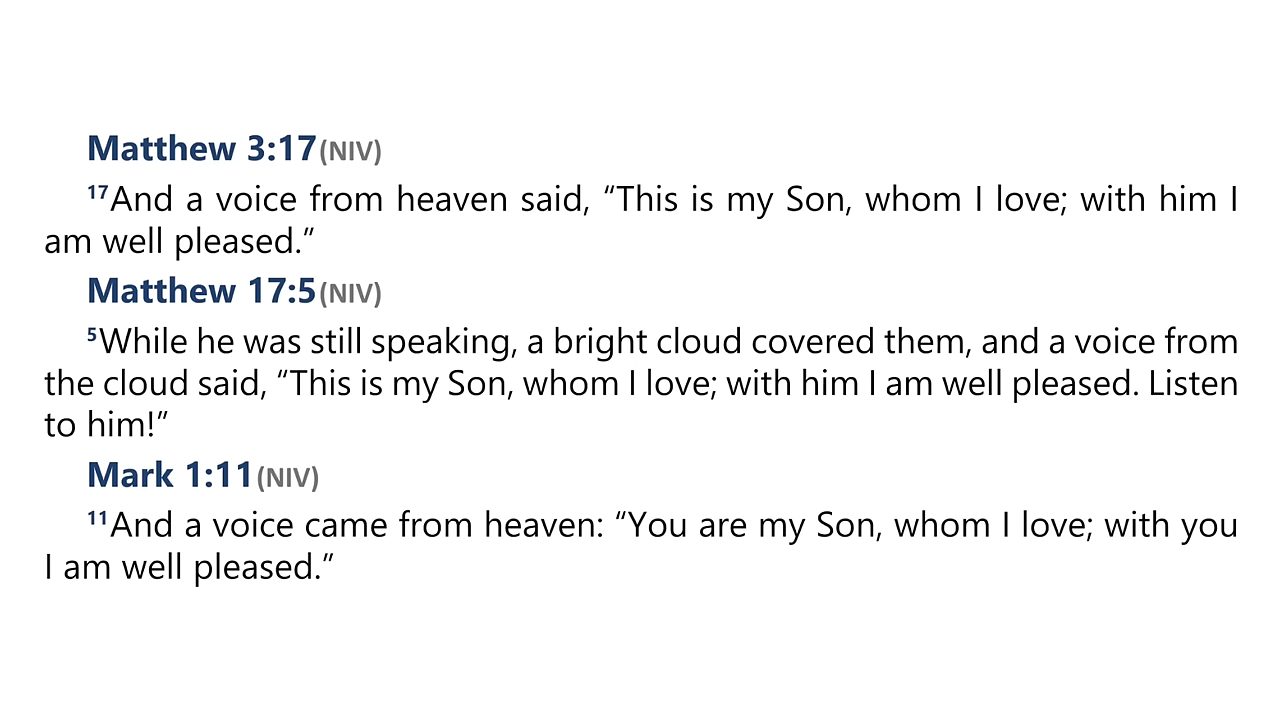 Matthew 3:17(NIV)
17And a voice from heaven said, “This is my Son, whom I love; with him I
am well pleased.”
Matthew 17:5(NIV)
5While he was still speaking, a bright cloud covered them, and a voice from
the cloud said, “This is my Son, whom I love; with him I am well pleased. Listen
to him!”
Mark 1:11(NIV)
11And a voice came from heaven: “You are my Son, whom I love; with you
I am well pleased.”